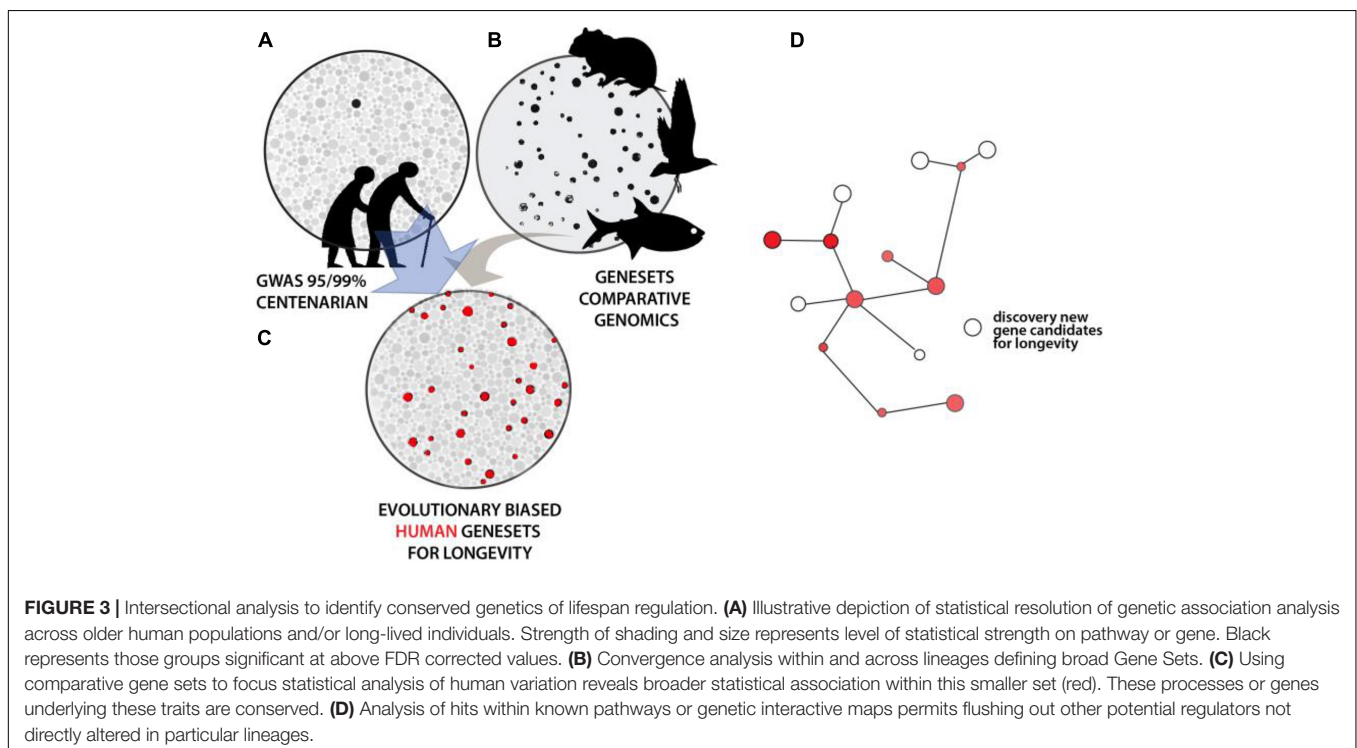 A
B
D
GWAS 95/99%
CENTENARIAN
GENESETS
COMPARATIVE
GENOMICS
C
discovery new
gene candidates
for longevity
EVOLUTIONARY BIASED
HUMAN GENESETS
FOR LONGEVITY
FIGURE 3 | Intersectional analysis to identify conserved genetics of lifespan regulation. (A) Illustrative depiction of statistical resolution of genetic association analysis
across older human populations and/or long-lived individuals. Strength of shading and size represents level of statistical strength on pathway or gene. Black
represents those groups significant at above FDR corrected values. (B) Convergence analysis within and across lineages defining broad Gene Sets. (C) Using
comparative gene sets to focus statistical analysis of human variation reveals broader statistical association within this smaller set (red). These processes or genes
underlying these traits are conserved. (D) Analysis of hits within known pathways or genetic interactive maps permits flushing out other potential regulators not
directly altered in particular lineages.